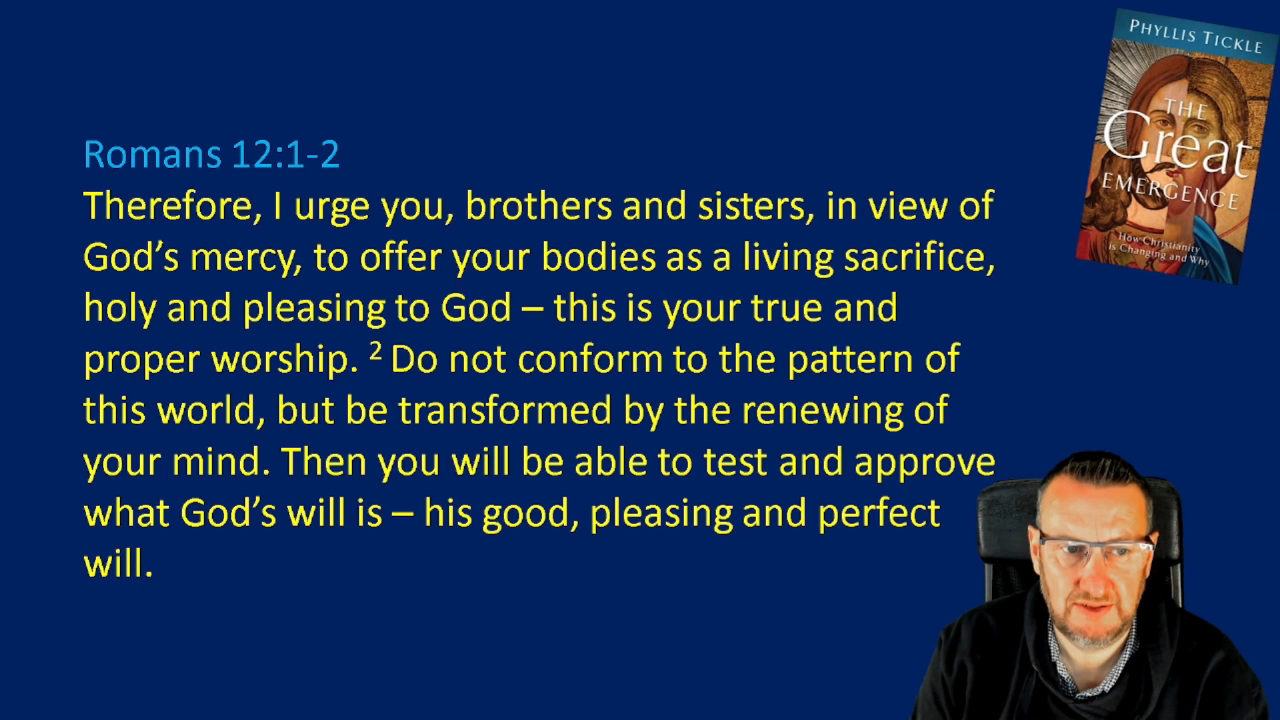 PHYLLIS TICKLE
THE
Great
EMERGENCE
How Christianity
is Changing and Why
Romans 12:1-2
Therefore, I urge you, brothers and sisters, in view of
God’s mercy, to offer your bodies as a living sacrifice,
holy and pleasing to God – this is your true and
proper worship. ² Do not conform to the pattern of
this world, but be transformed by the renewing of
your mind. Then you will be able to test and approve
what God’s will is – his good, pleasing and perfect
will.